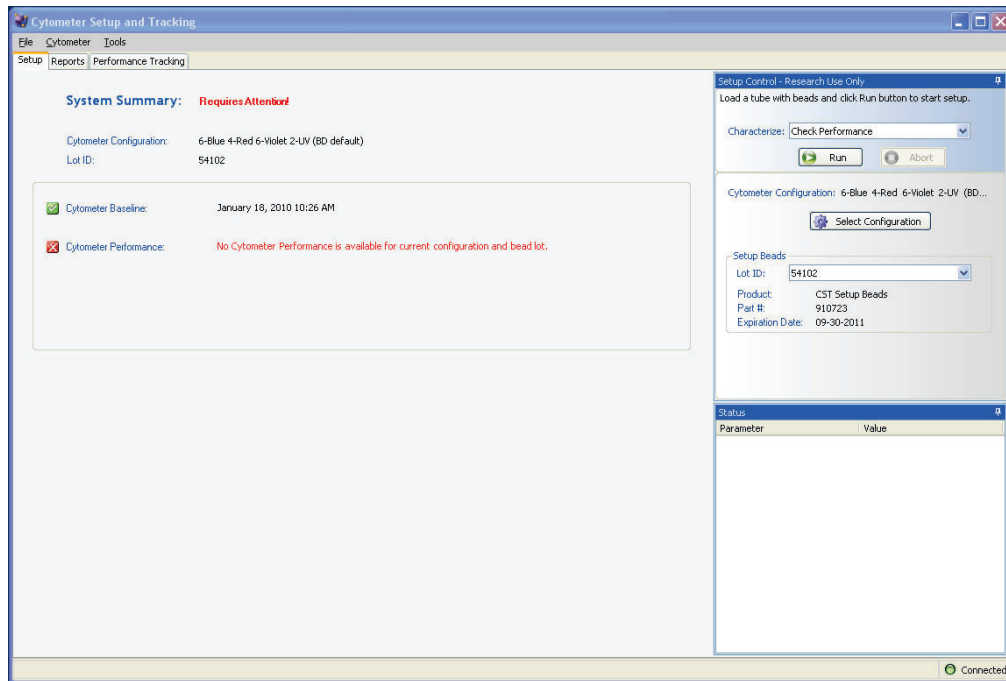 Cytometer Setup and Tracking
File Cytometer Tools
Setup Reports Performance Tracking
System Summary: Requires Attention!
Cytometer Configuration: 6-Blue 4-Red 6-Violet 2-UV (BD default)
Lot ID: 54102
Cytometer Baseline: January 18, 2010 10:26 AM
Cytometer Performance: No Cytometer Performance is available for current configuration and bead lot.
Setup Control - Research Use Only
Load a tube with beads and click Run button to start setup.
Characterize: Check Performance
Run Abort
Cytometer Configuration: 6-Blue 4-Red 6-Violet 2-UV (BD...
Select Configuration
Setup Beads
Lot ID: 54102
Product: CST Setup Beads
Part #: 910723
Expiration Date: 09-30-2011
Status
Parameter Value
Connected